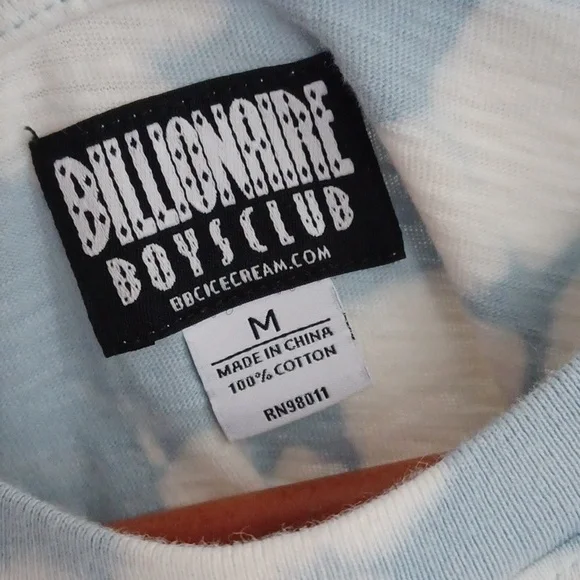 BILLIONAIRE
BOYS CLUB
BBCICECREAM.COM
M
MADE IN CHINA
100% COTTON
RN98011